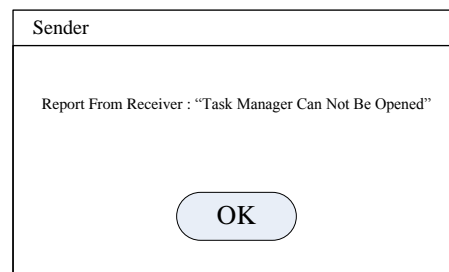 Sender
Report From Receiver : “Task Manager Can Not Be Opened”
OK